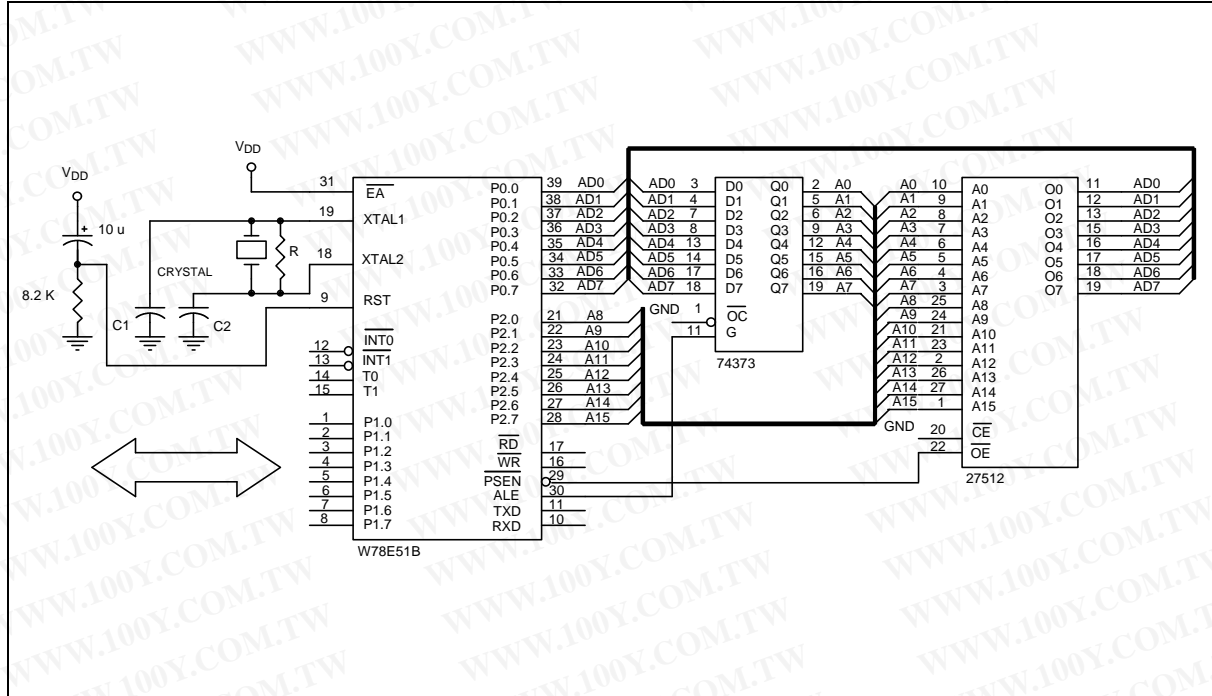 WWW.100Y.COM.TW
VDD
VDD
10 u
8.2 K
CRYSTAL
R
C1
C2
31 EA
19 XTAL1
18 XTAL2
9 RST
12 INT0
13 INT1
14 T0
15 T1
1 P1.0
2 P1.1
3 P1.2
4 P1.3
5 P1.4
6 P1.5
7 P1.6
8 P1.7
P0.0 39 AD0
P0.1 38 AD1
P0.2 37 AD2
P0.3 36 AD3
P0.4 35 AD4
P0.5 34 AD5
P0.6 33 AD6
P0.7 32 AD7
P2.0 21 A8
P2.1 22 A9
P2.2 23 A10
P2.3 24 A11
P2.4 25 A12
P2.5 26 A13
P2.6 27 A14
P2.7 28 A15
RD 17
WR 16
PSEN 29
ALE 30
TXD 11
RXD 10
W78E51B
AD0 3 D0 Q0 2 A0
AD1 4 D1 Q1 5 A1
AD2 7 D2 Q2 6 A2
AD3 8 D3 Q3 9 A3
AD4 13 D4 Q4 12 A4
AD5 14 D5 Q5 15 A5
AD6 17 D6 Q6 16 A6
AD7 18 D7 Q7 19 A7
GND 1 OC
11 G
74373
A0 10 A0 O0 11 AD0
A1 9 A1 O1 12 AD1
A2 8 A2 O2 13 AD2
A3 7 A3 O3 15 AD3
A4 6 A4 O4 16 AD4
A5 5 A5 O5 17 AD5
A6 4 A6 O6 18 AD6
A7 3 A7 O7 19 AD7
A8 25 A8
A9 24 A9
A10 21 A10
A11 23 A11
A12 2 A12
A13 26 A13
A14 27 A14
A15 1 A15
GND 20 CE
22 OE
27512